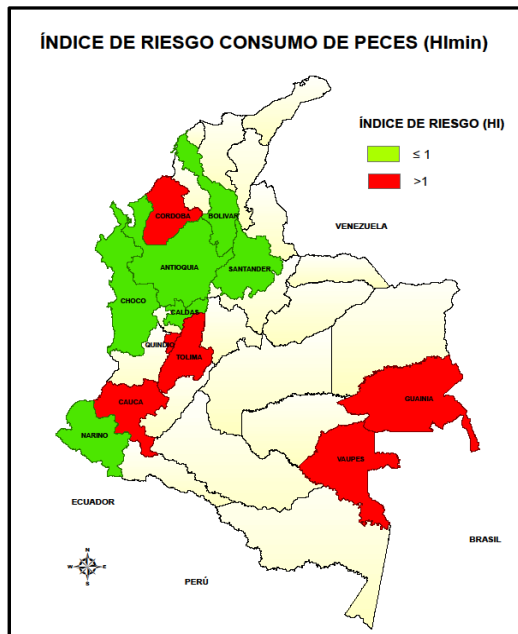 ÍNDICE DE RIESGO CONSUMO DE PECES (HImin)
ÍNDICE DE RIESGO (HI)
≤ 1
>1
CORDOBA
BOLIVAR
VENEZUELA
ANTIOQUIA
SANTANDER
CHOCO
CALDAS
QUINDIO
TOLIMA
CAUCA
GUAINIA
NARINO
VAUPES
ECUADOR
BRASIL
PERÚ
N
W
E
S